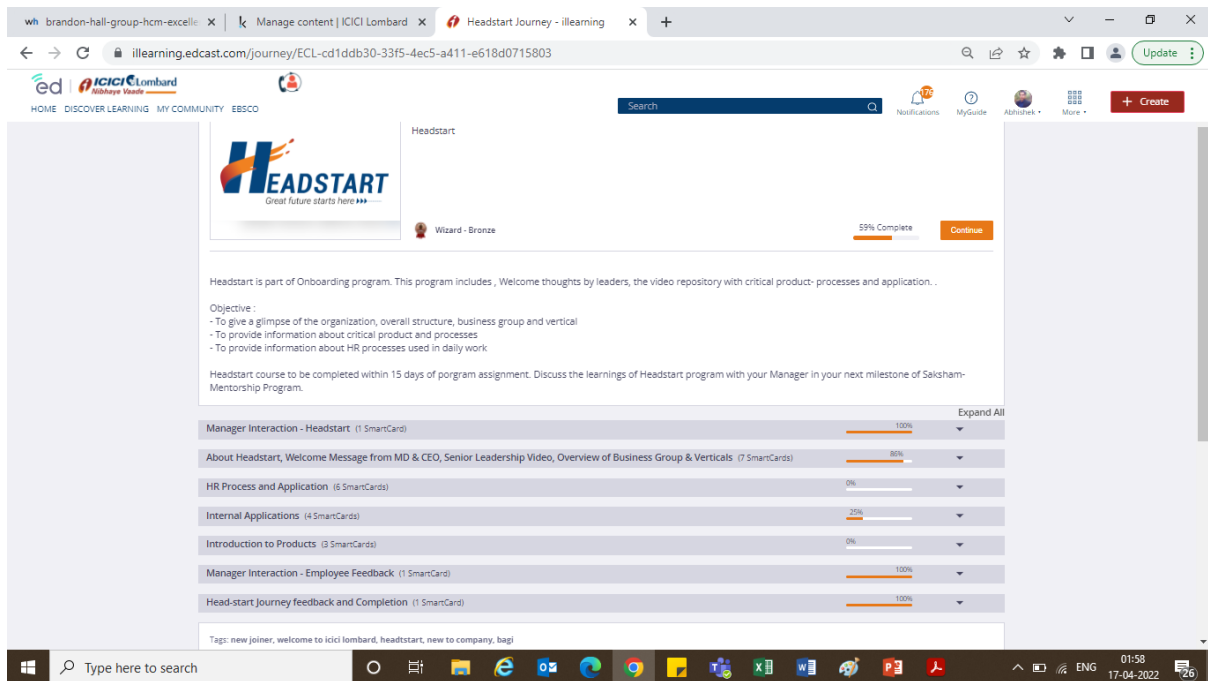 wh brandon-hall-group-hcm-excelle
Manage content | ICICI Lombard
Headstart Journey - illearning
illearning.edcast.com/journey/ECL-cd1ddb30-33f5-4ec5-a411-e618d0715803
Update
ed ICICI Lombard
Nibhaye Vaade
HOME DISCOVER LEARNING MY COMMUNITY EBSCO
Search
176
Notifications MyGuide Abhishek More
+ Create
Headstart
HEADSTART
Great future starts here
Wizard - Bronze
59% Complete
Continue
Headstart is part of Onboarding program. This program includes , Welcome thoughts by leaders, the video repository with critical product- processes and application. .
Objective :
- To give a glimpse of the organization, overall structure, business group and vertical
- To provide information about critical product and processes
- To provide information about HR processes used in daily work
Headstart course to be completed within 15 days of porgram assignment. Discuss the learnings of Headstart program with your Manager in your next milestone of Saksham-
Mentorship Program.
Expand All
Manager Interaction - Headstart (1 SmartCard) 100%
About Headstart, Welcome Message from MD & CEO, Senior Leadership Video, Overview of Business Group & Verticals (7 SmartCards) 86%
HR Process and Application (6 SmartCards) 0%
Internal Applications (4 SmartCards) 25%
Introduction to Products (3 SmartCards) 0%
Manager Interaction - Employee Feedback (1 SmartCard) 100%
Head-start Journey feedback and Completion (1 SmartCard) 100%
Tags: new joiner, welcome to icici lombard, headtstart, new to company, bagi
Type here to search
ENG
01:58
17-04-2022
26